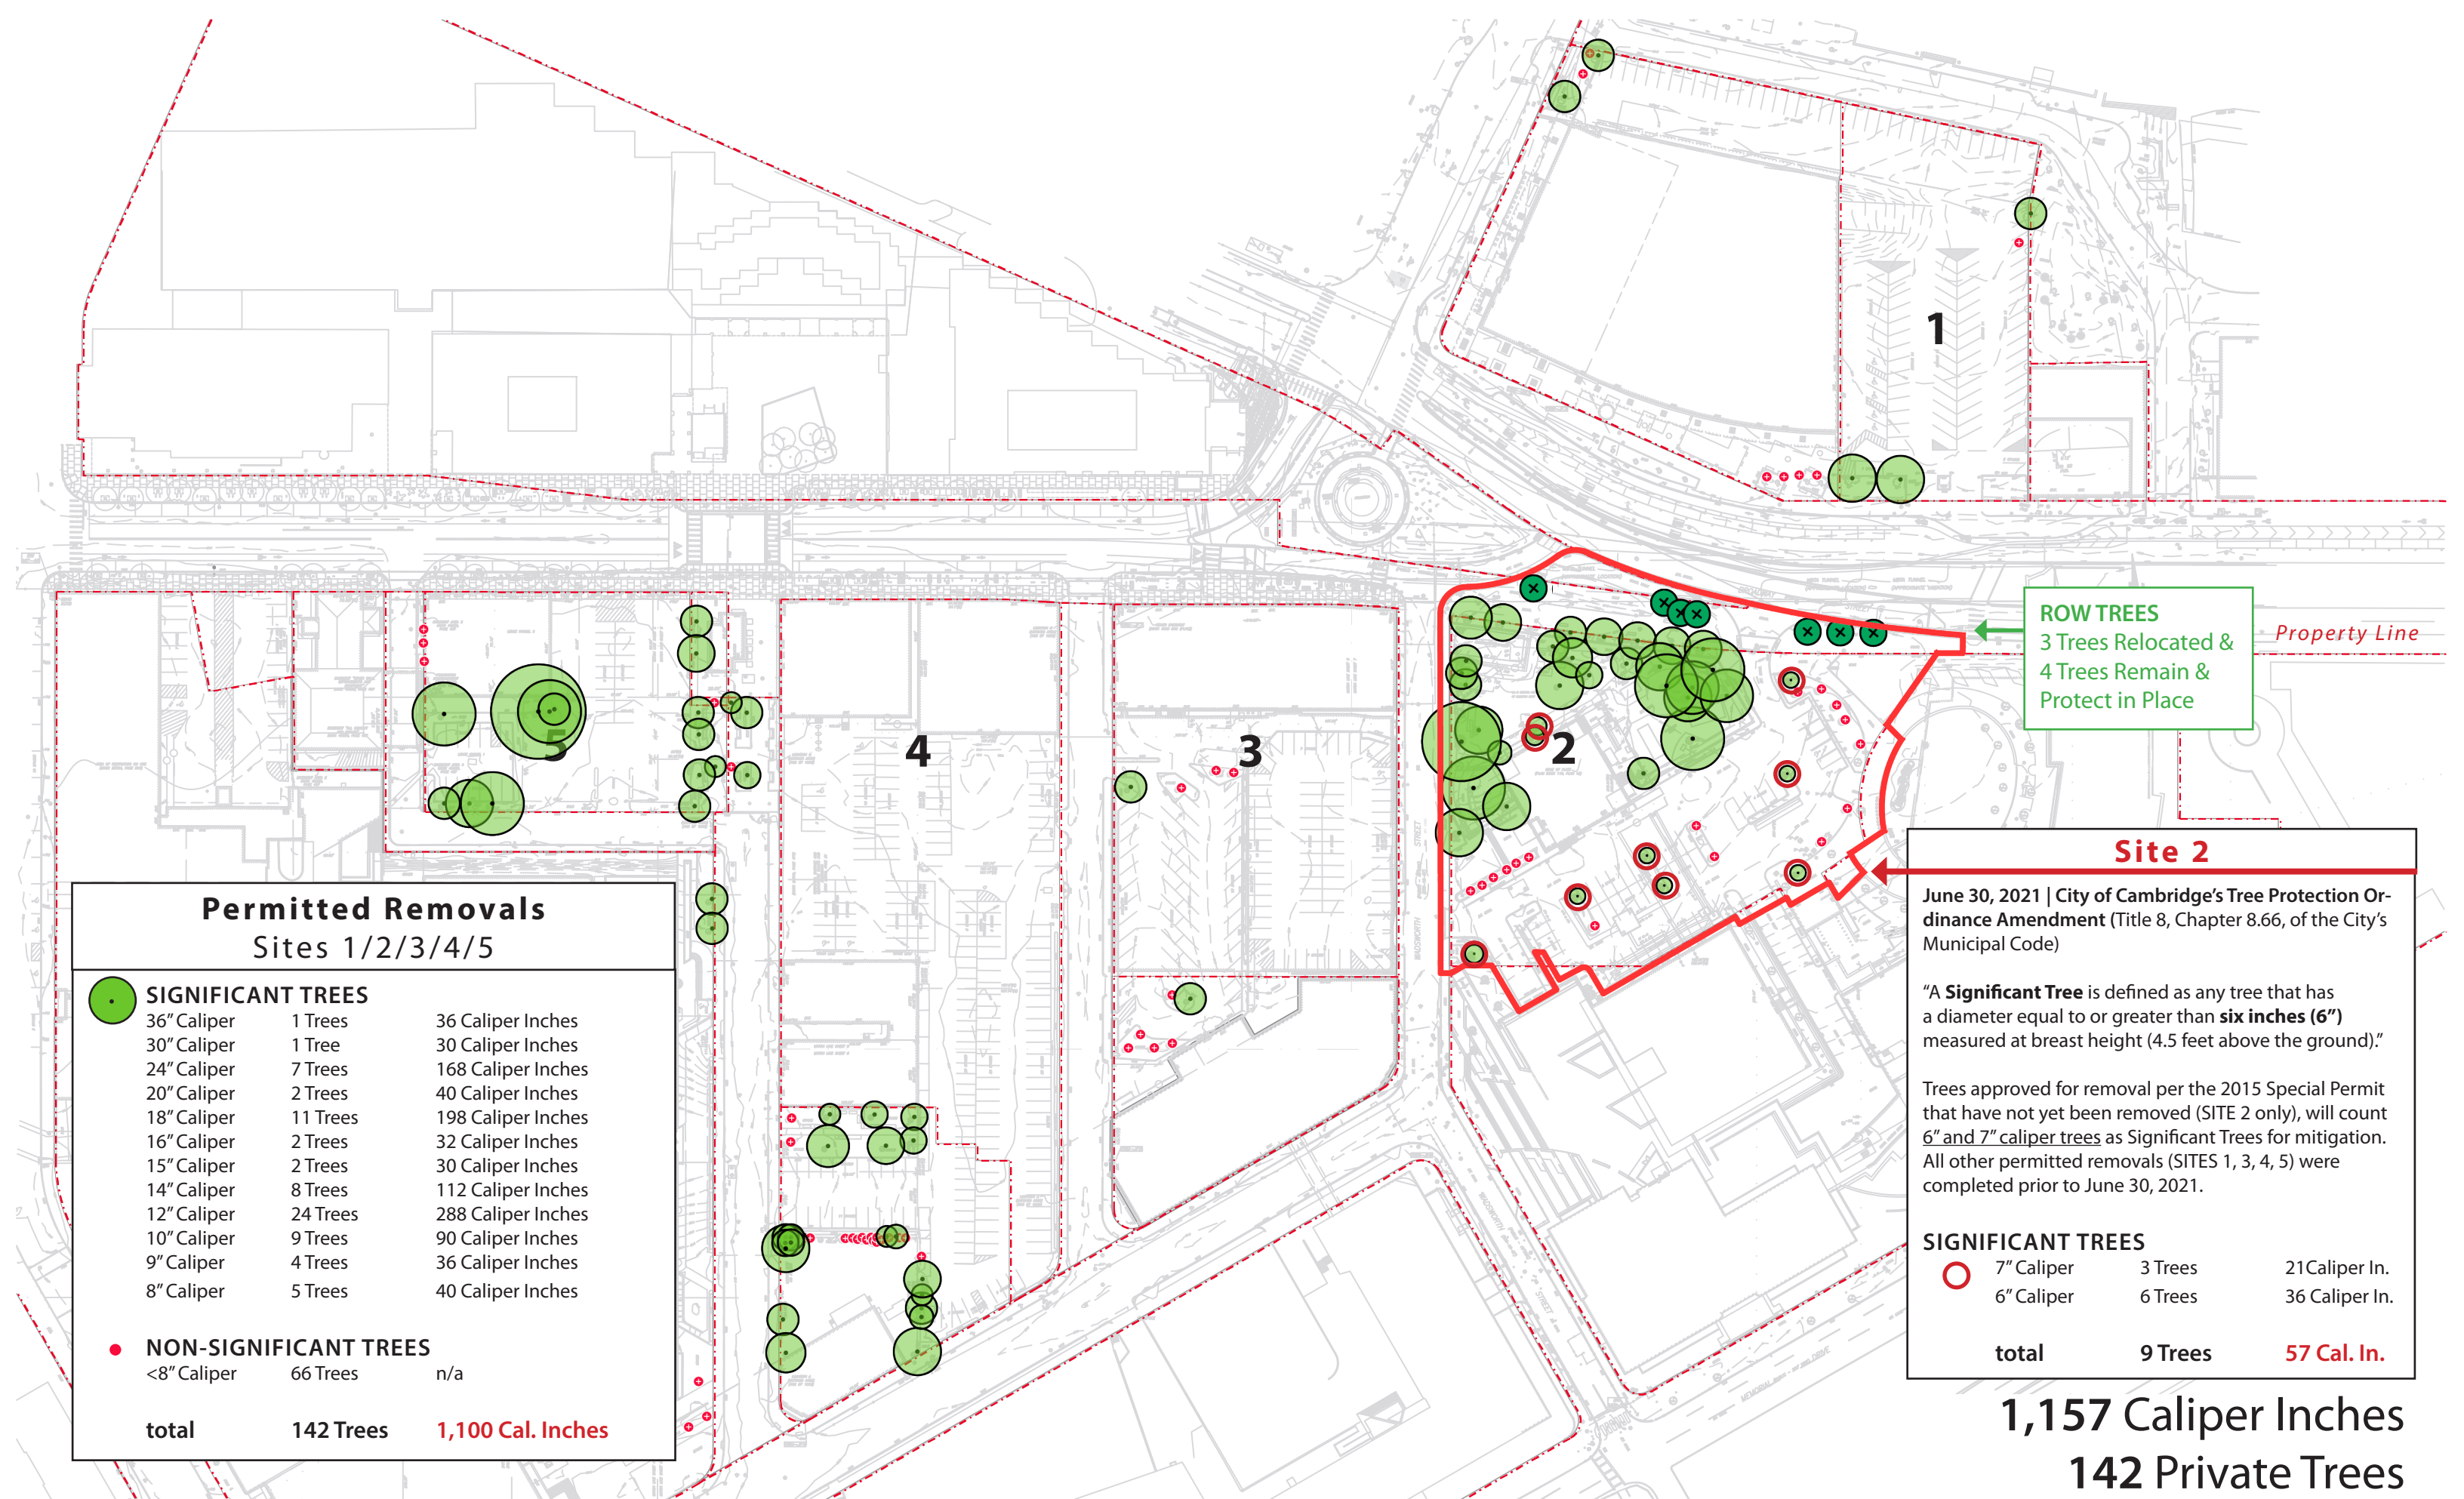 1
5
4
3
2
ROW TREES
3 Trees Relocated &
4 Trees Remain &
Protect in Place
Property Line
WADSWORTH
STREET
WADSWORTH
STREET
MEMORIAL
DRIVE
Permitted Removals
Sites 1/2/3/4/5
SIGNIFICANT TREES
36” Caliper 1 Trees 36 Caliper Inches
30” Caliper 1 Tree 30 Caliper Inches
24” Caliper 7 Trees 168 Caliper Inches
20” Caliper 2 Trees 40 Caliper Inches
18” Caliper 11 Trees 198 Caliper Inches
16” Caliper 2 Trees 32 Caliper Inches
15” Caliper 2 Trees 30 Caliper Inches
14” Caliper 8 Trees 112 Caliper Inches
12” Caliper 24 Trees 288 Caliper Inches
10” Caliper 9 Trees 90 Caliper Inches
9” Caliper 4 Trees 36 Caliper Inches
8” Caliper 5 Trees 40 Caliper Inches
NON-SIGNIFICANT TREES
<8” Caliper 66 Trees n/a
total 142 Trees 1,100 Cal. Inches
Site 2
June 30, 2021 | City of Cambridge’s Tree Protection Or-
dinance Amendment (Title 8, Chapter 8.66, of the City’s
Municipal Code)
“A Significant Tree is defined as any tree that has
a diameter equal to or greater than six inches (6”)
measured at breast height (4.5 feet above the ground).”
Trees approved for removal per the 2015 Special Permit
that have not yet been removed (SITE 2 only), will count
6” and 7” caliper trees as Significant Trees for mitigation.
All other permitted removals (SITES 1, 3, 4, 5) were
completed prior to June 30, 2021.
SIGNIFICANT TREES
7” Caliper 3 Trees 21Caliper In.
6” Caliper 6 Trees 36 Caliper In.
total 9 Trees 57 Cal. In.
1,157 Caliper Inches
142 Private Trees